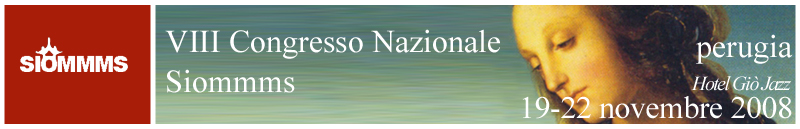 SIOMMMS
VIII Congresso Nazionale
Siommms
perugia
Hotel Giò Jazz
19-22 novembre 2008